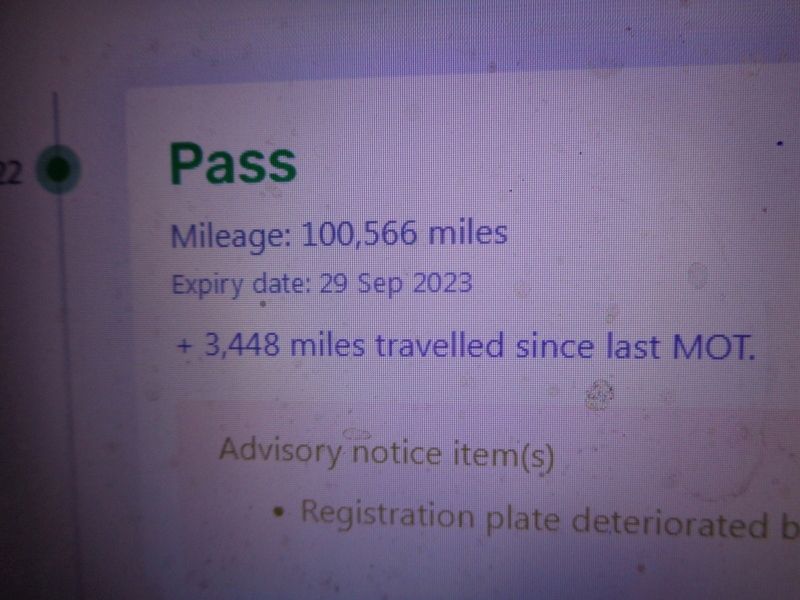 22
Pass
Mileage: 100,566 miles
Expiry date: 29 Sep 2023
+ 3,448 miles travelled since last MOT.
Advisory notice item(s)
• Registration plate deteriorated b